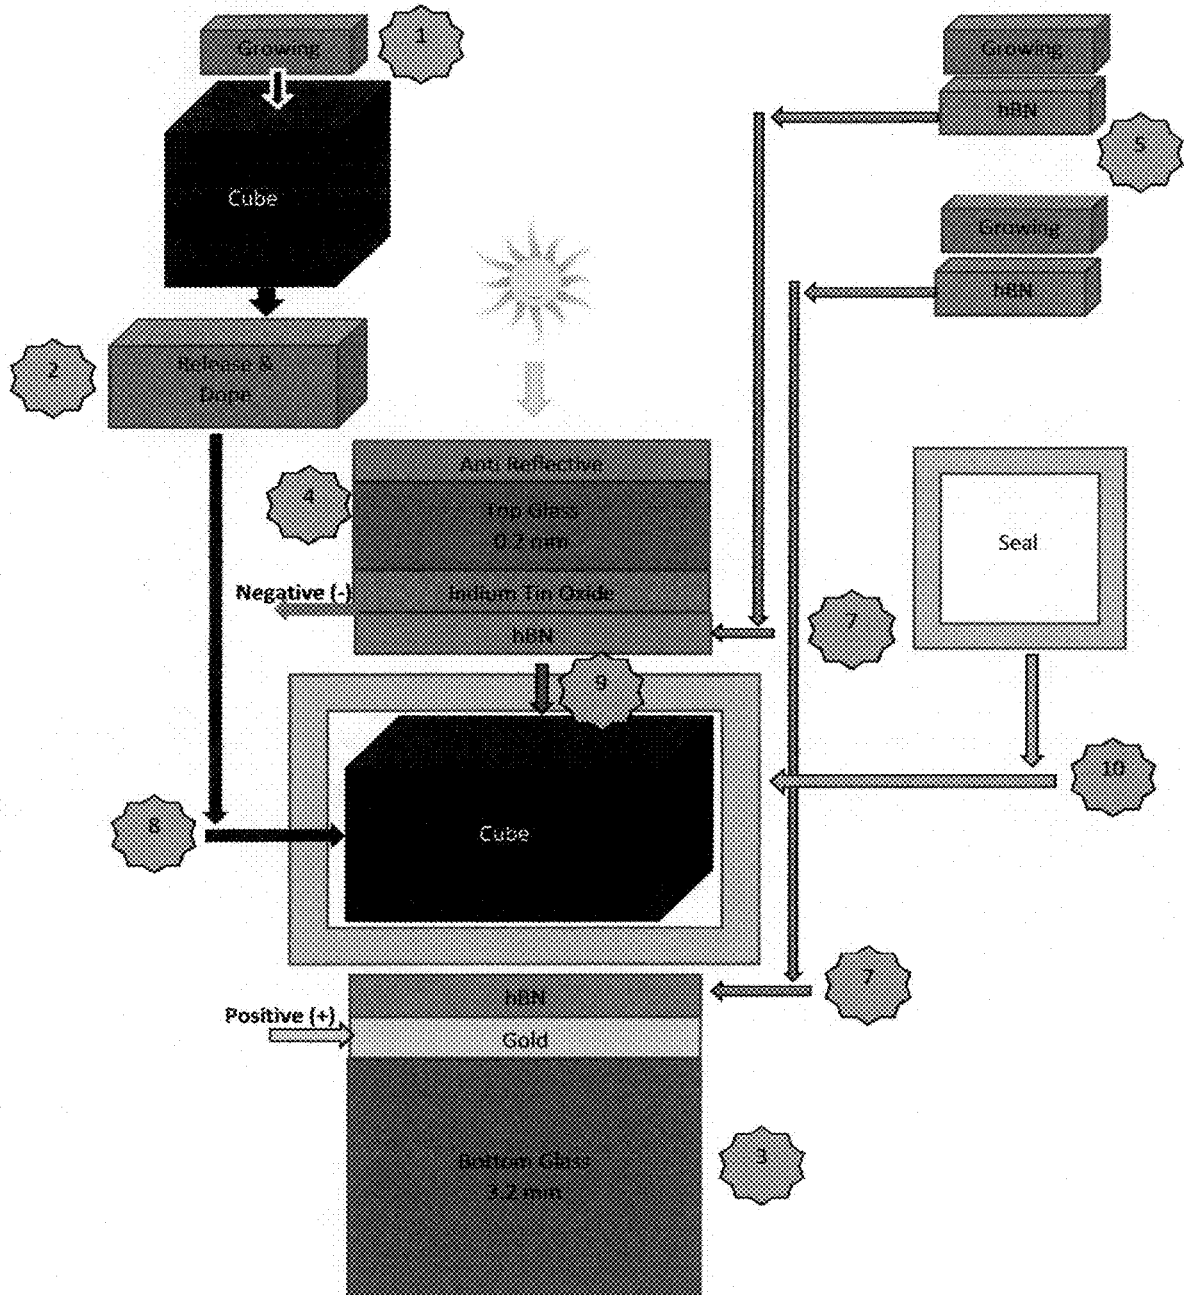 Growing
1
Growing
hBN
5
Cube
Growing
hBN
2
Release &
Dope
Anti Reflective
4
Top Glass
0.2 mm
Seal
Negative (-)
Indium Tin Oxide
hBN
7
9
10
Cube
8
hBN
7
Positive (+)
Gold
Bottom Glass
3.2 mm
3